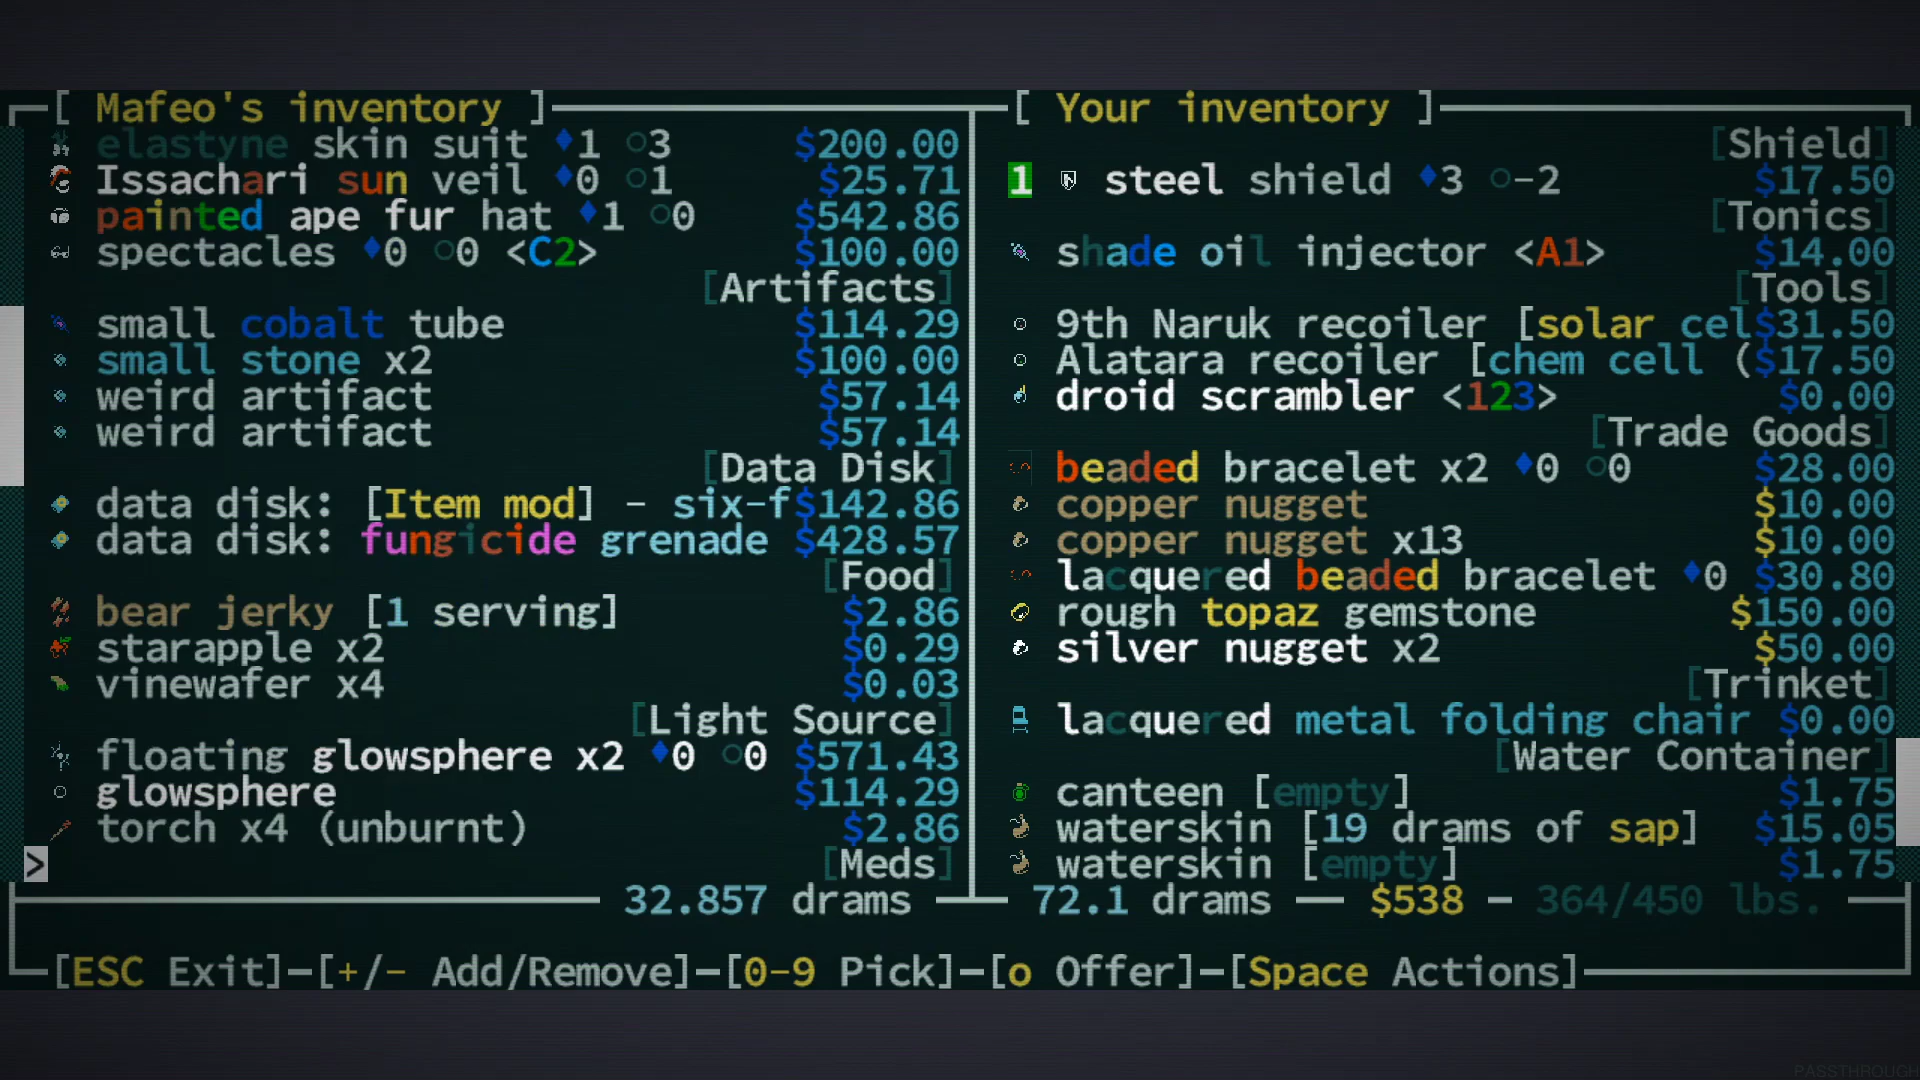 [ Mafeo's inventory ]
elastyne skin suit ♦1 ○3 $200.00
Issachari sun veil ♦0 ○1 $25.71
painted ape fur hat ♦1 ○0 $542.86
spectacles ♦0 ○0 <C2> $100.00
[Artifacts]
small cobalt tube $114.29
small stone x2 $100.00
weird artifact $57.14
weird artifact $57.14
[Data Disk]
data disk: [Item mod] - six-f$142.86
data disk: fungicide grenade $428.57
[Food]
bear jerky [1 serving] $2.86
starapple x2 $0.29
vinewafer x4 $0.03
[Light Source]
floating glowsphere x2 ♦0 ○0 $571.43
glowsphere $114.29
torch x4 (unburnt) $2.86
> [Meds]
32.857 drams
[ Your inventory ]
[Shield]
1 steel shield ♦3 ○-2 $17.50
[Tonics]
shade oil injector <A1> $14.00
[Tools]
9th Naruk recoiler [solar cel$31.50
Alatara recoiler [chem cell ($17.50
droid scrambler <123> $0.00
[Trade Goods]
beaded bracelet x2 ♦0 ○0 $28.00
copper nugget $10.00
copper nugget x13 $10.00
lacquered beaded bracelet ♦0 $30.80
rough topaz gemstone $150.00
silver nugget x2 $50.00
[Trinket]
lacquered metal folding chair $0.00
[Water Container]
canteen [empty] $1.75
waterskin [19 drams of sap] $15.05
waterskin [empty] $1.75
72.1 drams — $538 — 364/450 lbs.
[ESC Exit]—[+/- Add/Remove]—[0-9 Pick]—[o Offer]—[Space Actions]
PASSTHROUGH